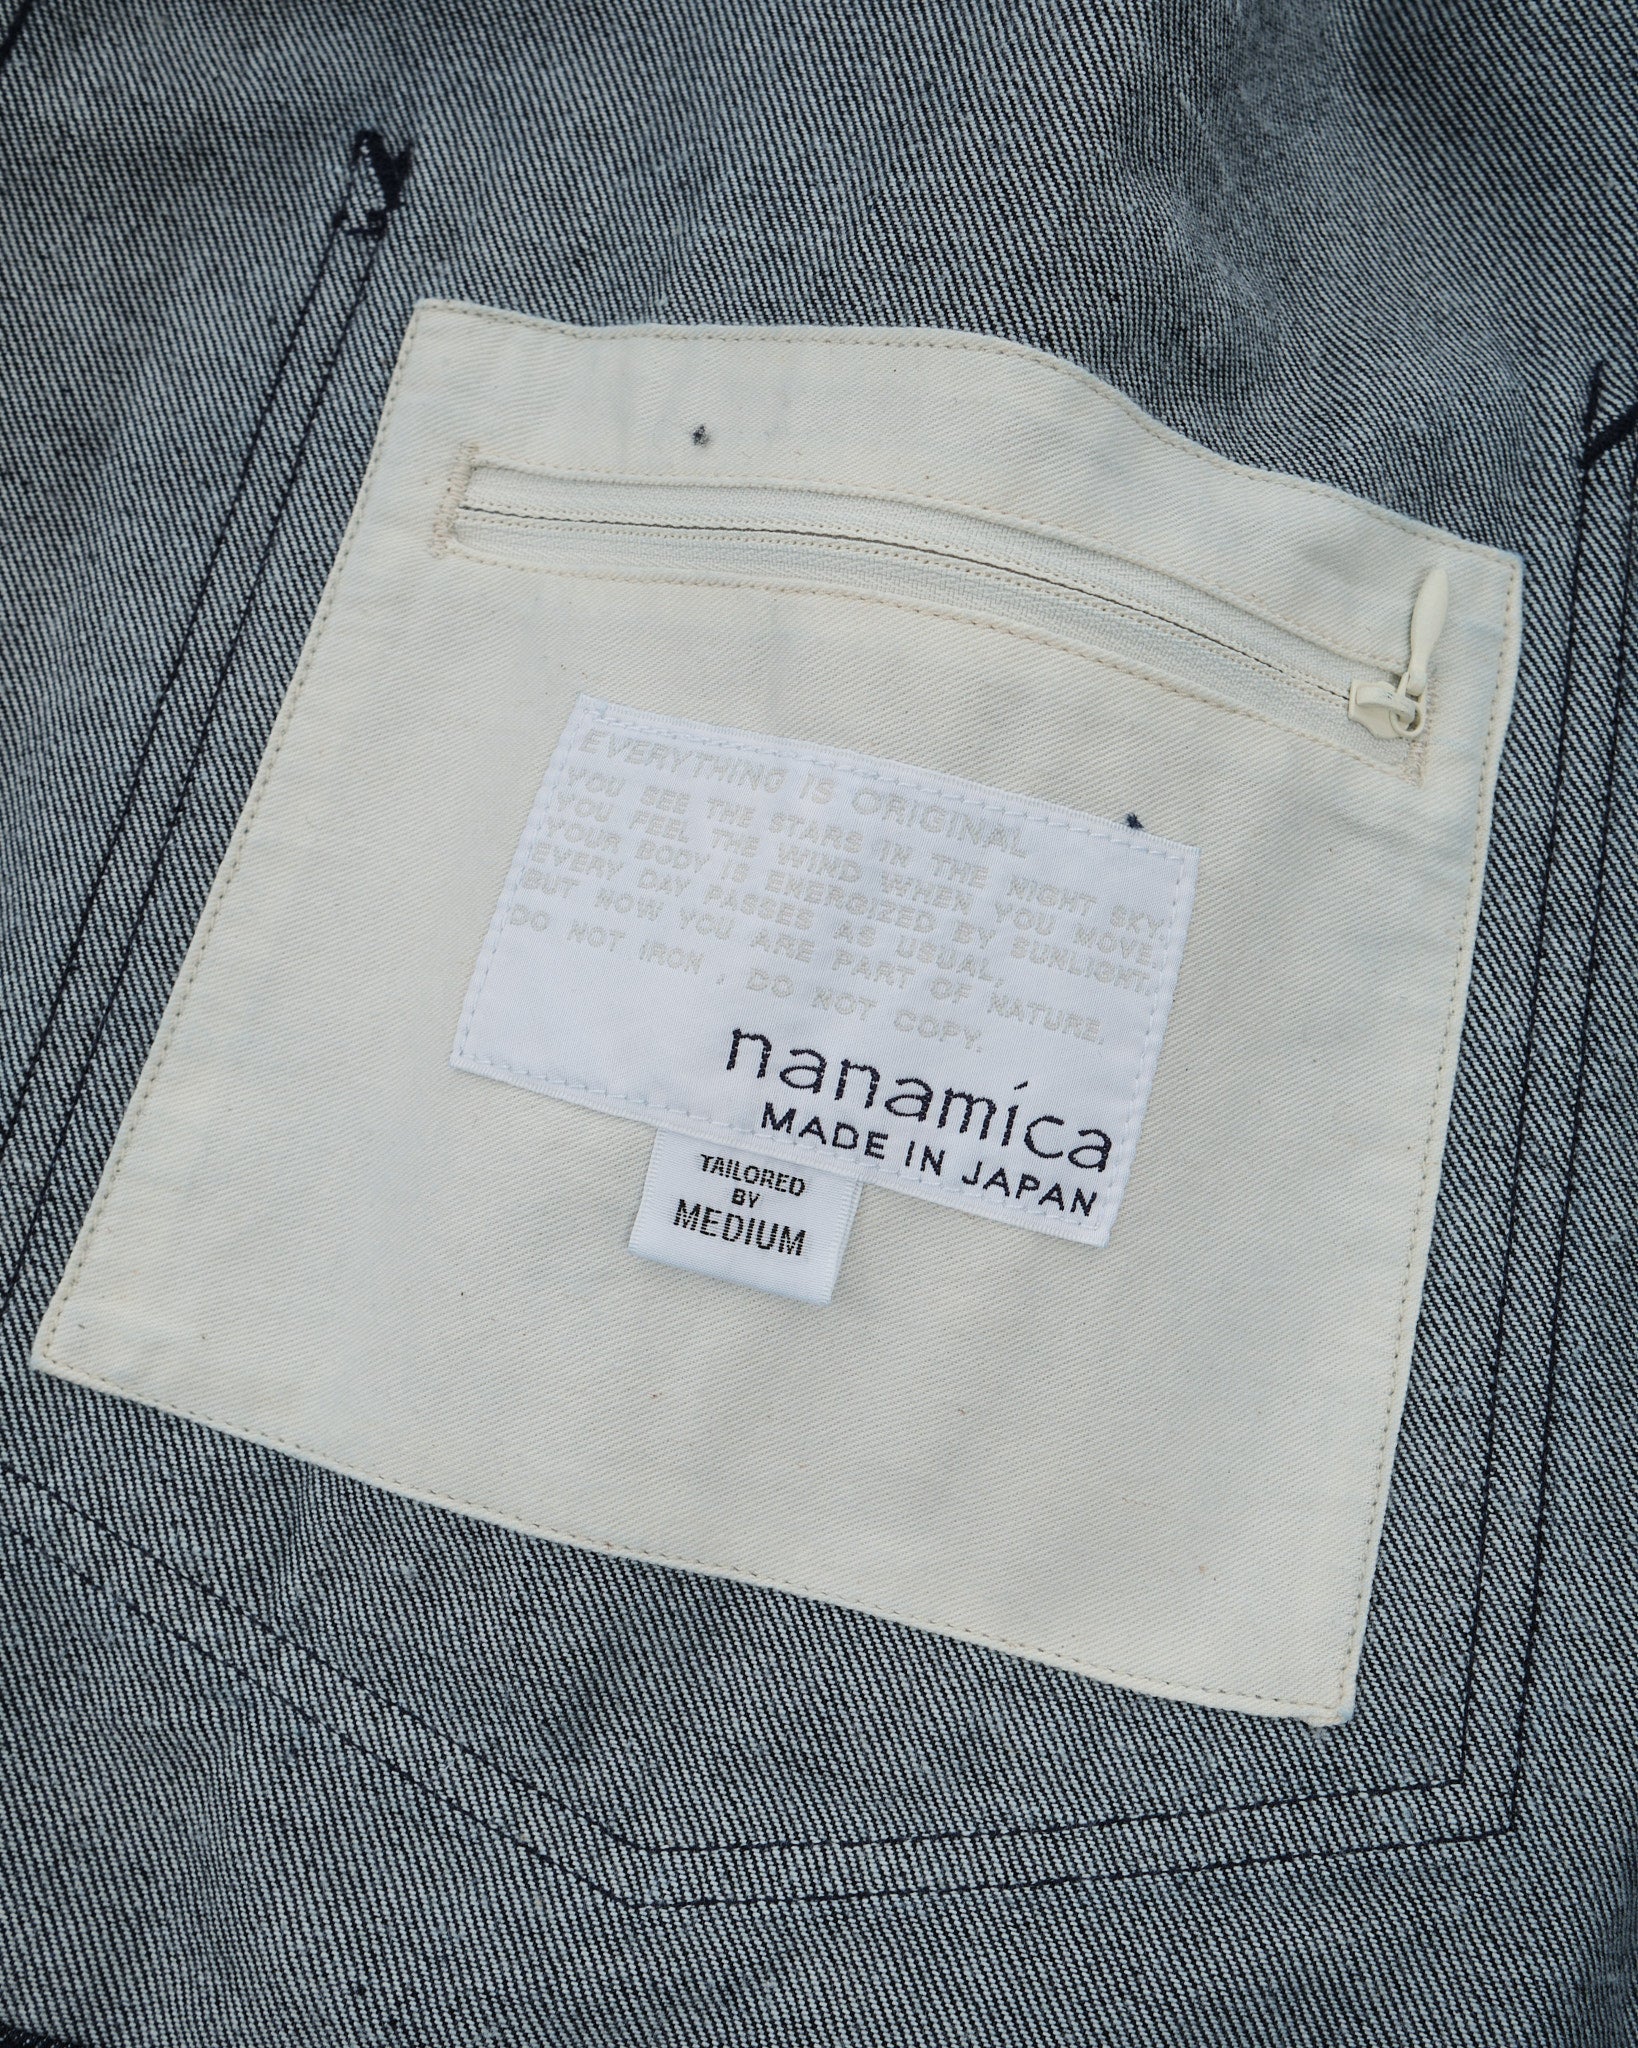 EVERYTHING IS ORIGINAL
YOU SEE THE STARS IN THE NIGHT SKY.
YOU FEEL THE WIND WHEN YOU MOVE.
YOUR BODY IS ENERGIZED BY SUNLIGHT.
EVERY DAY PASSES AS USUAL,
BUT NOW YOU ARE PART OF NATURE.
DO NOT IRON , DO NOT COPY.
nanamíca
MADE IN JAPAN
TAILORED
BY
MEDIUM